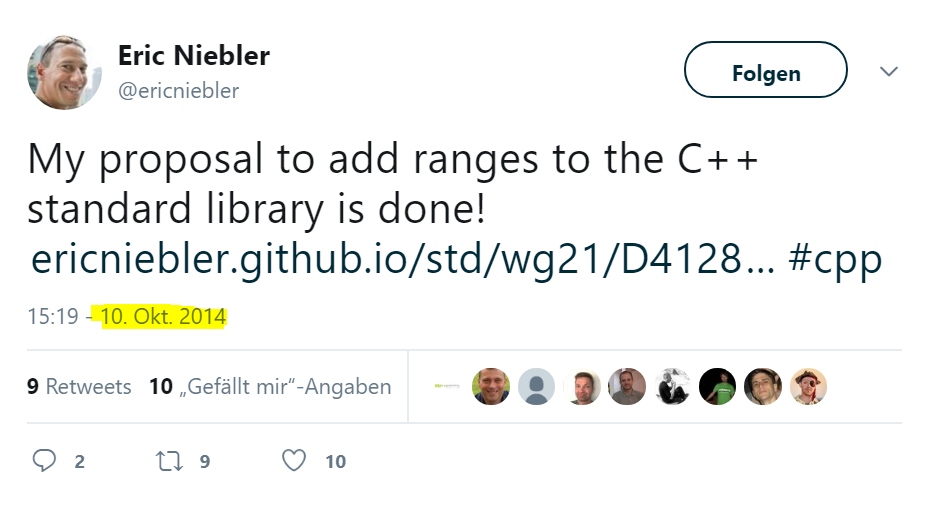 Eric Niebler
@ericniebler
Folgen
My proposal to add ranges to the C++
standard library is done!
ericniebler.github.io/std/wg21/D4128… #cpp
15:19 - 10. Okt. 2014
9 Retweets 10 „Gefällt mir“-Angaben
2 9 10